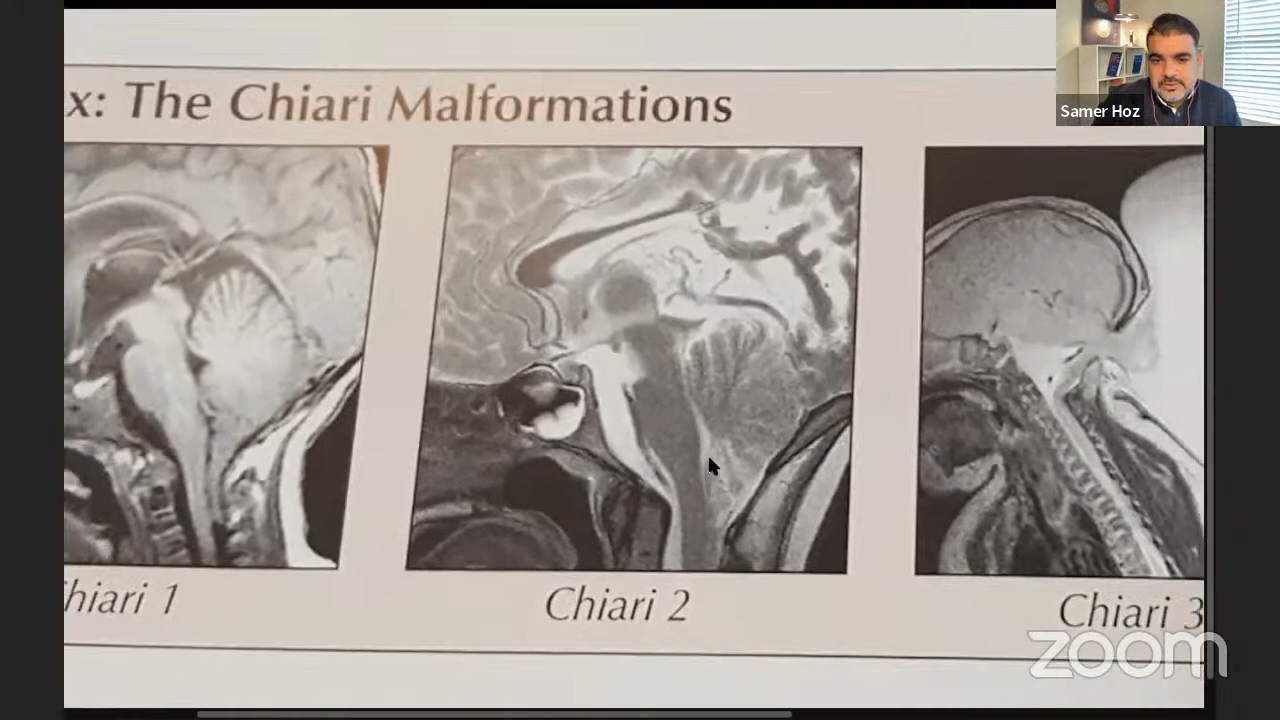 x: The Chiari Malformations
Samer Hoz
hiari 1
Chiari 2
Chiari 3
zoom